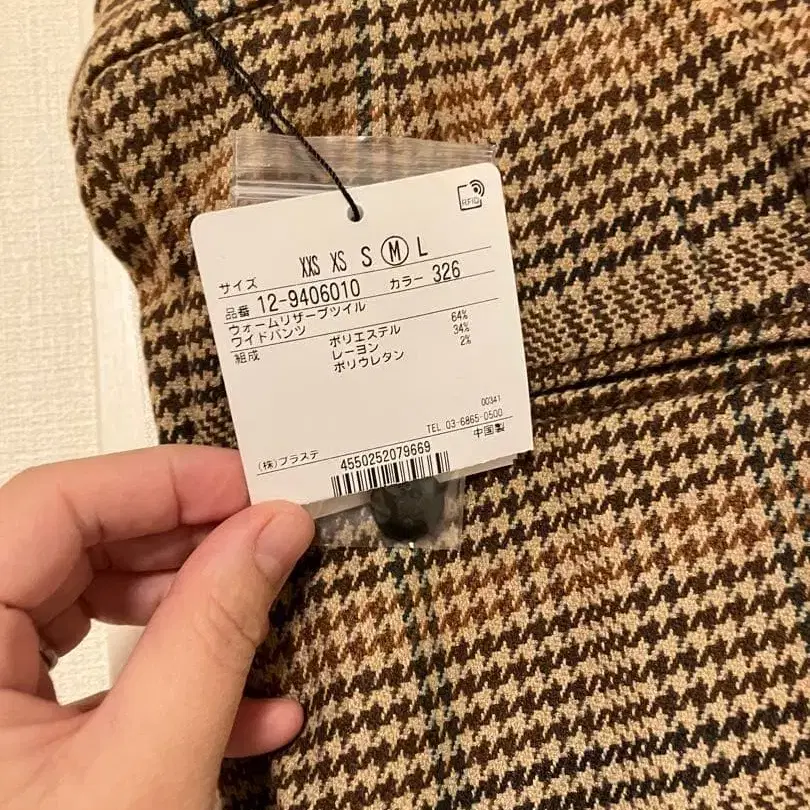 RFID
サイズ XXS XS S M L
品番 12-9406010 カラー 326
ウォームリザーブツイル
ワイドパンツ
組成 ポリエステル 64%
レーヨン 34%
ポリウレタン 2%
00341
TEL 03-6865-0500
(株)プラステ 中国製
4550252079669